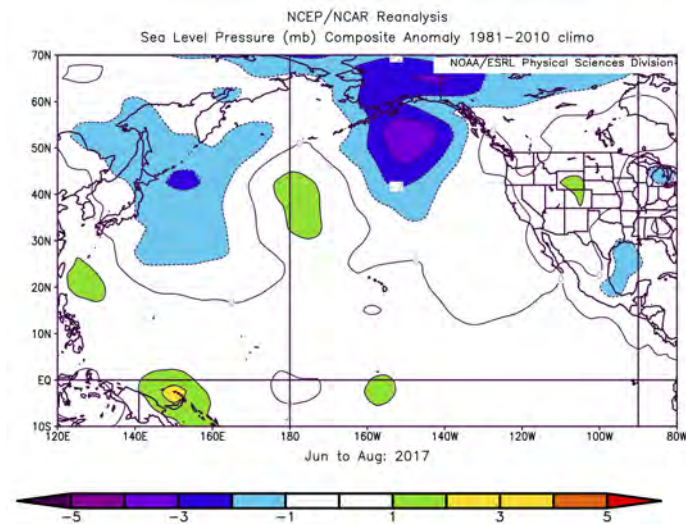 NCEP/NCAR Reanalysis
Sea Level Pressure (mb) Composite Anomaly 1981-2010 climo
NOAA/ESRL Physical Sciences Division
70N
60N
50N
40N
30N
20N
10N
EQ
10S
120E 140E 160E 180 160W 140W 120W 100W 80W
Jun to Aug: 2017
-5 -3 -1 1 3 5